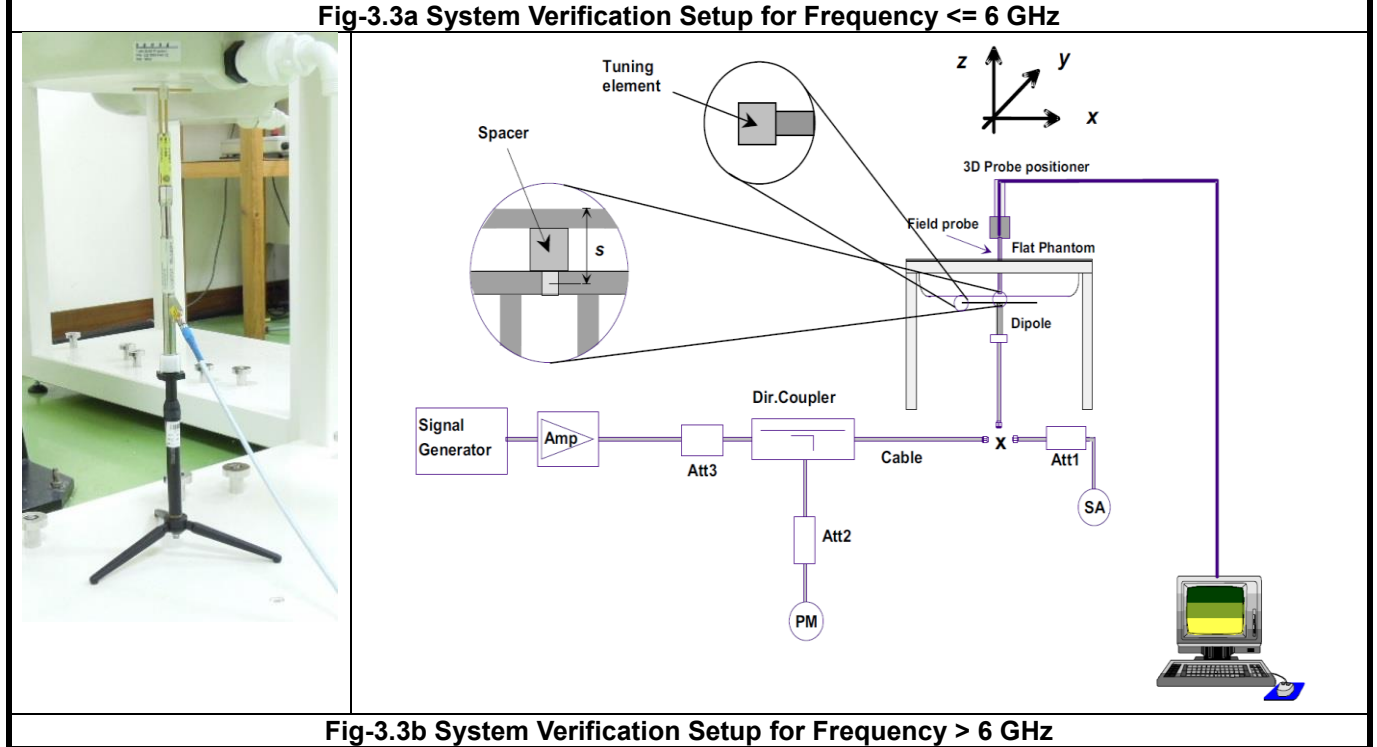 Fig-3.3a System Verification Setup for Frequency <= 6 GHz
Tuning
element
z
y
x
Spacer
3D Probe positioner
Field probe
Flat Phantom
s
Dipole
Dir.Coupler
Signal
Generator
Amp
Att3
Cable
x
Att1
SA
Att2
PM
Fig-3.3b System Verification Setup for Frequency > 6 GHz